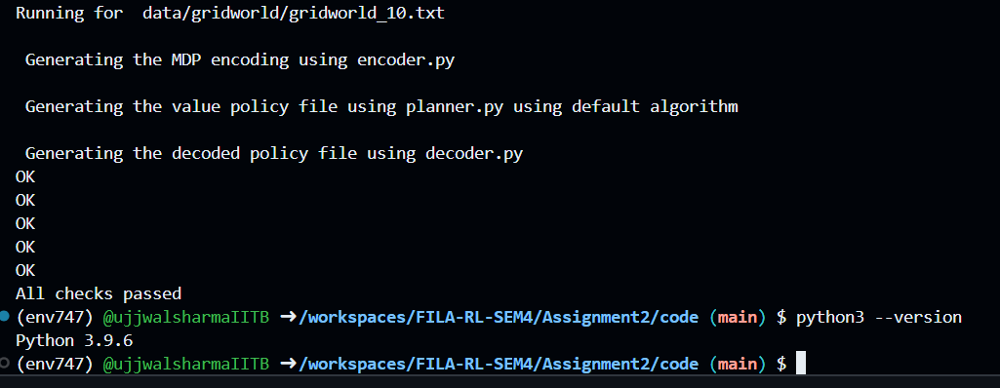 Running for  data/gridworld/gridworld_10.txt
Generating the MDP encoding using encoder.py
Generating the value policy file using planner.py using default algorithm
Generating the decoded policy file using decoder.py
OK
OK
OK
OK
OK
All checks passed
(env747) @ujjwalsharmaIITB ➜/workspaces/FILA-RL-SEM4/Assignment2/code (main) $ python3 --version
Python 3.9.6
(env747) @ujjwalsharmaIITB ➜/workspaces/FILA-RL-SEM4/Assignment2/code (main) $